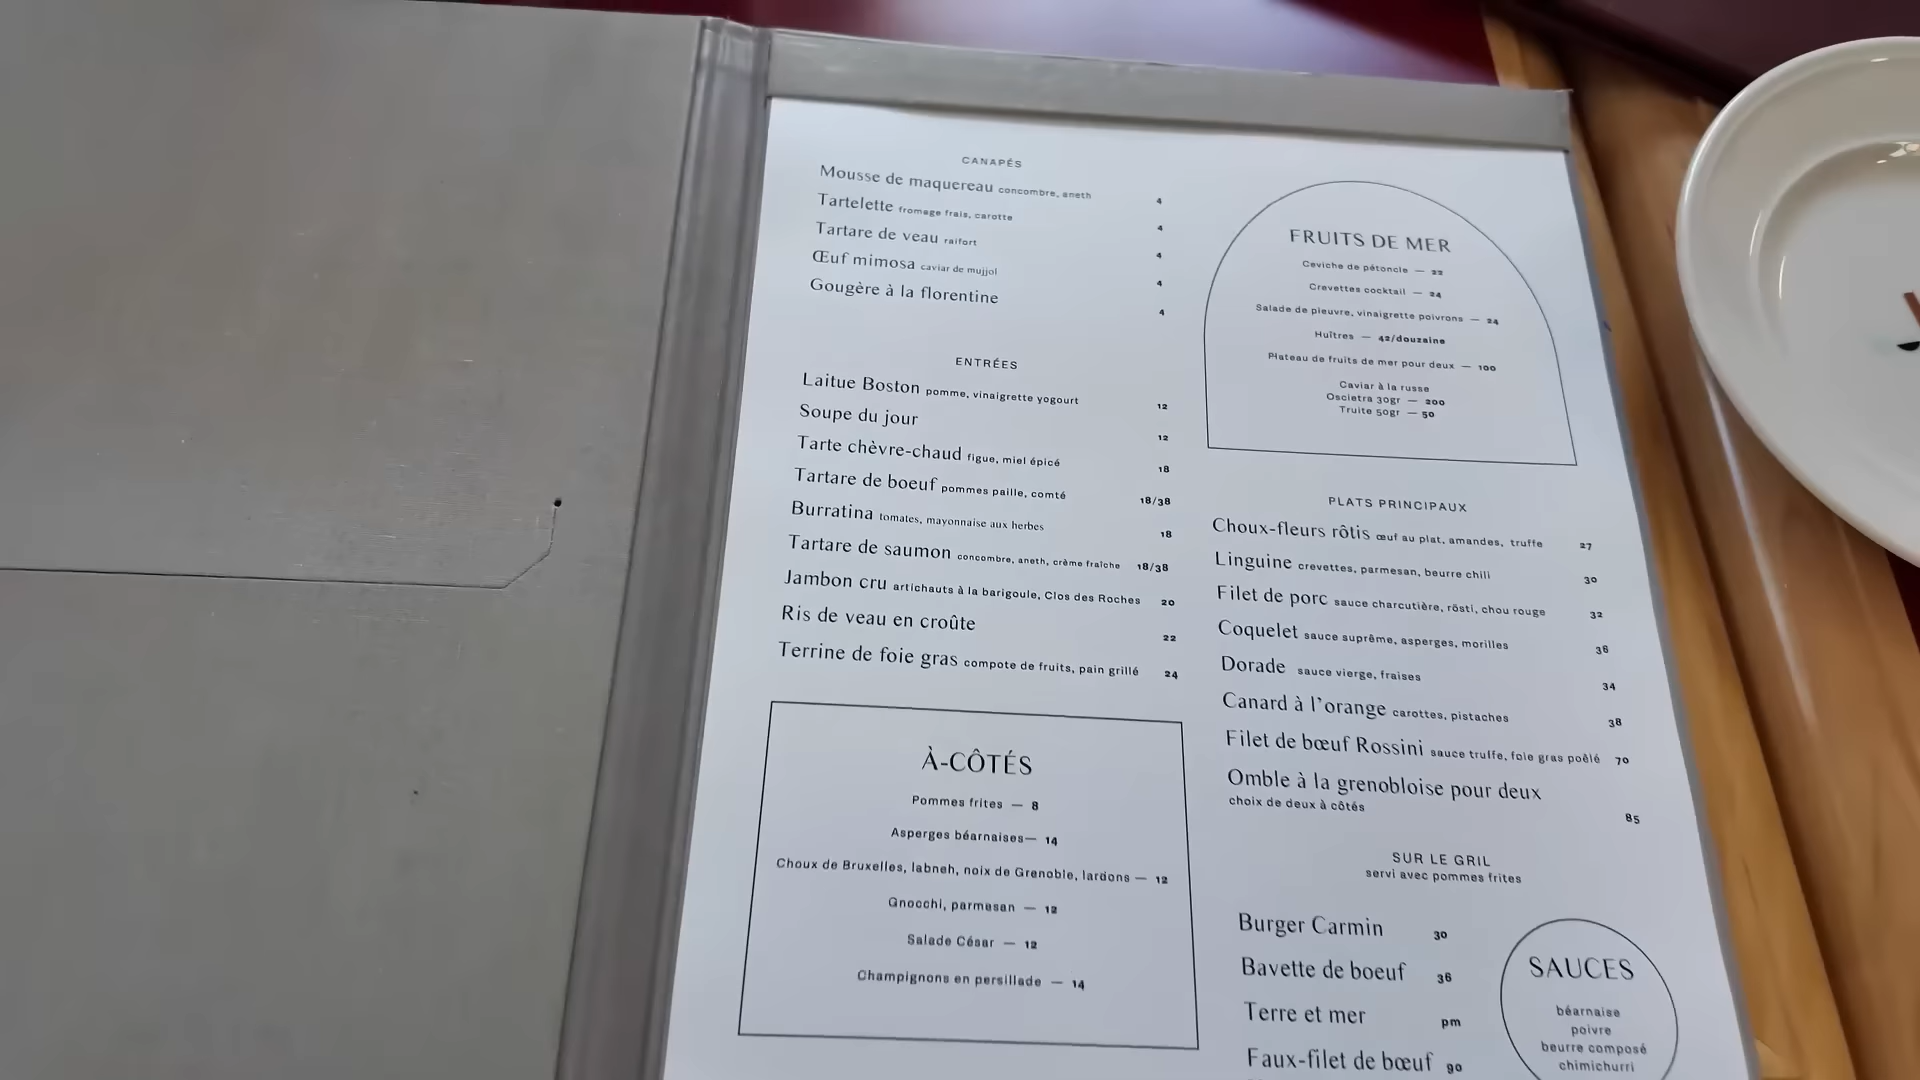 CANAPÉS
Mousse de maquereau concombre, aneth 4
Tartelette fromage frais, carotte 4
Tartare de veau raifort 4
Œuf mimosa caviar de mujjol 4
Gougère à la florentine 4
ENTRÉES
Laitue Boston pomme, vinaigrette yogourt 12
Soupe du jour 12
Tarte chèvre-chaud figue, miel épicé 18
Tartare de boeuf pommes paille, comté 18/38
Burratina tomates, mayonnaise aux herbes 18
Tartare de saumon concombre, aneth, crème fraîche 18/38
Jambon cru artichauts à la barigoule, Clos des Roches 20
Ris de veau en croûte 22
Terrine de foie gras compote de fruits, pain grillé 24
À-CÔTÉS
Pommes frites — 8
Asperges béarnaises— 14
Choux de Bruxelles, labneh, noix de Grenoble, lardons — 12
Gnocchi, parmesan — 12
Salade César — 12
Champignons en persillade — 14
FRUITS DE MER
Ceviche de pétoncle — 22
Crevettes cocktail — 24
Salade de pieuvre, vinaigrette poivrons — 24
Huîtres — 42/douzaine
Plateau de fruits de mer pour deux — 100
Caviar à la russe
Oscietra 30gr — 200
Truite 50gr — 50
PLATS PRINCIPAUX
Choux-fleurs rôtis œuf au plat, amandes, truffe 27
Linguine crevettes, parmesan, beurre chili 30
Filet de porc sauce charcutière, rösti, chou rouge 32
Coquelet sauce suprême, asperges, morilles 36
Dorade sauce vierge, fraises 34
Canard à l'orange carottes, pistaches 38
Filet de bœuf Rossini sauce truffe, foie gras poêlé 70
Omble à la grenobloise pour deux
choix de deux à côtés 85
SUR LE GRIL
servi avec pommes frites
Burger Carmin 30
Bavette de boeuf 36
Terre et mer pm
Faux-filet de bœuf 90
SAUCES
béarnaise
poivre
beurre composé
chimichurri